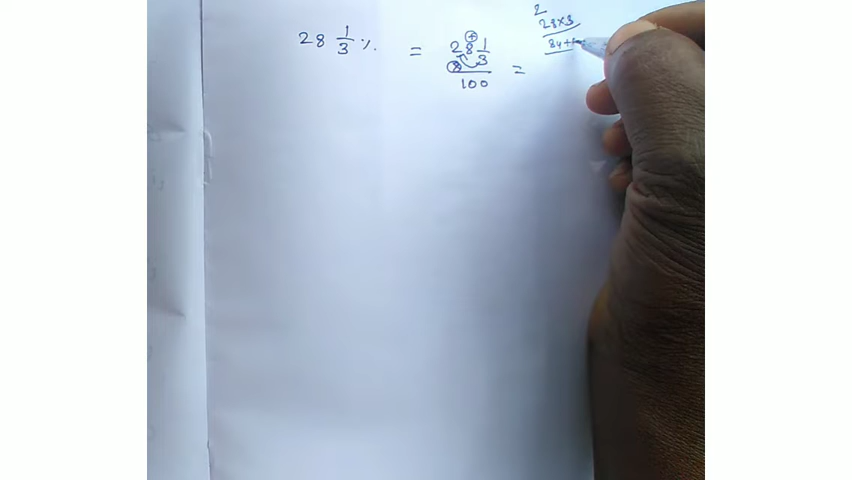 28 1/3 % = 28 1/3 / 100 =
2
28×3
84+